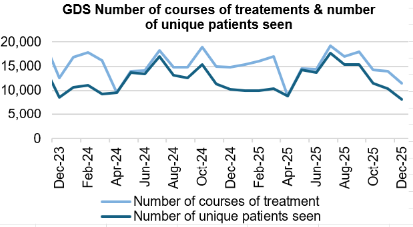 GDS Number of courses of treatements & number
of unique patients seen
20,000
15,000
10,000
5,000
0
Dec-23
Feb-24
Apr-24
Jun-24
Aug-24
Oct-24
Dec-24
Feb-25
Apr-25
Jun-25
Aug-25
Oct-25
Dec-25
Number of courses of treatment
Number of unique patients seen